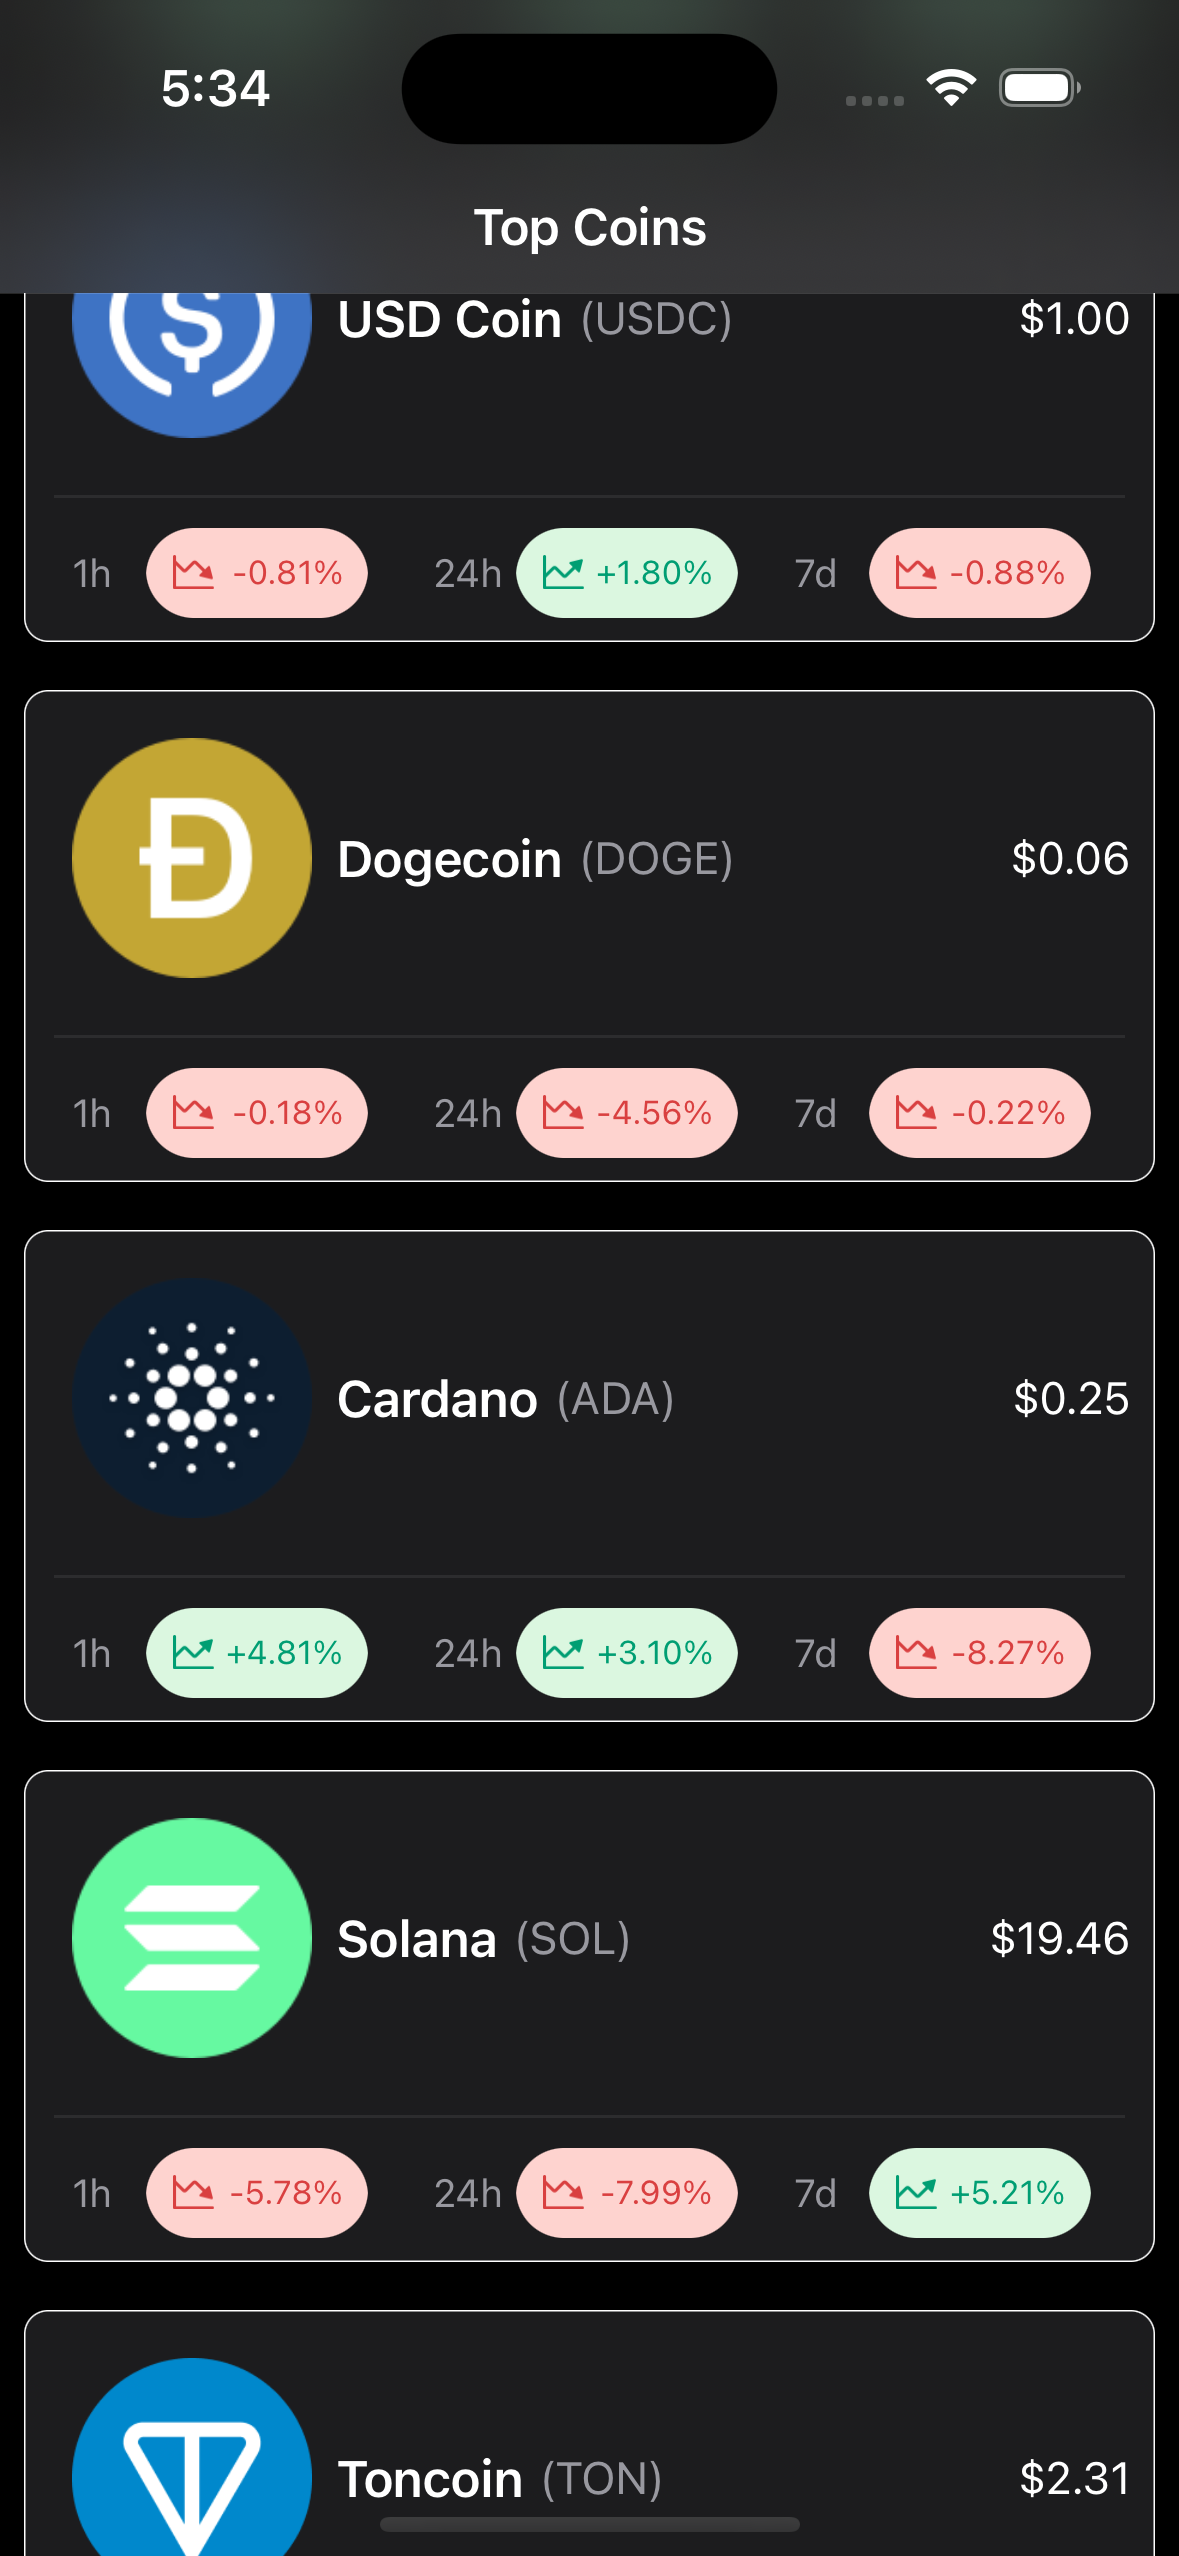 5:34
Top Coins
USD Coin (USDC) $1.00
1h -0.81% 24h +1.80% 7d -0.88%
Dogecoin (DOGE) $0.06
1h -0.18% 24h -4.56% 7d -0.22%
Cardano (ADA) $0.25
1h +4.81% 24h +3.10% 7d -8.27%
Solana (SOL) $19.46
1h -5.78% 24h -7.99% 7d +5.21%
Toncoin (TON) $2.31